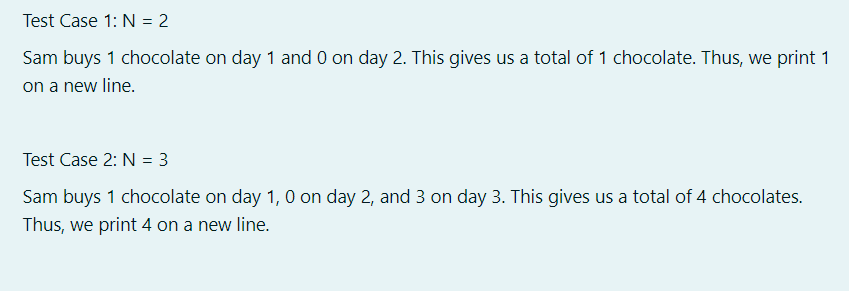 Test Case 1: N = 2
Sam buys 1 chocolate on day 1 and 0 on day 2. This gives us a total of 1 chocolate. Thus, we print 1
on a new line.
Test Case 2: N = 3
Sam buys 1 chocolate on day 1, 0 on day 2, and 3 on day 3. This gives us a total of 4 chocolates.
Thus, we print 4 on a new line.